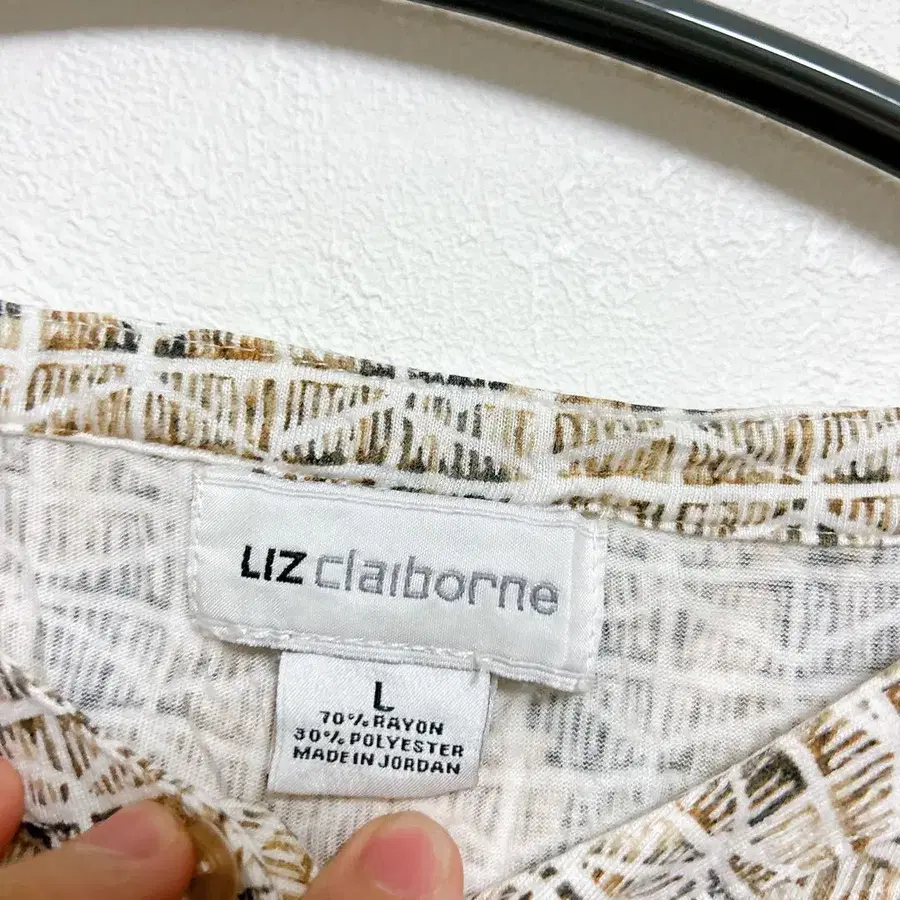 LIZ claiborne
L
70% RAYON
30% POLYESTER
MADE IN JORDAN